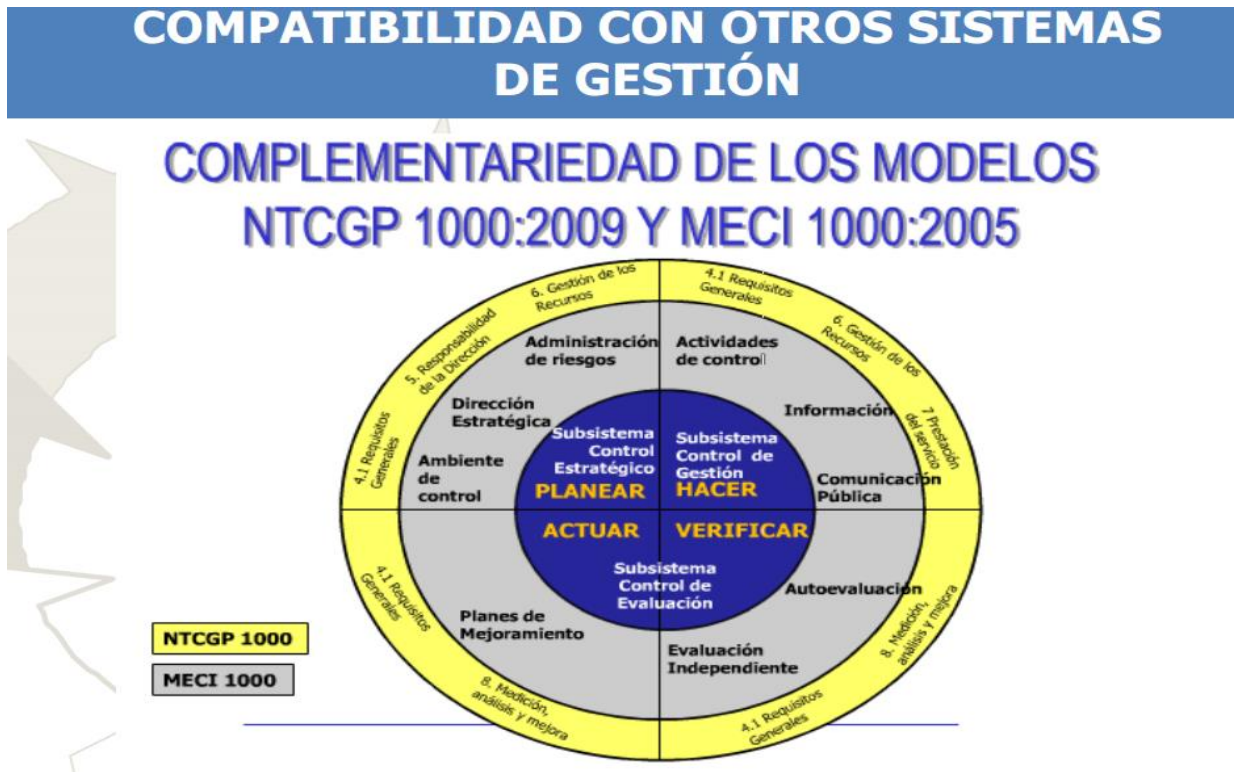 COMPATIBILIDAD CON OTROS SISTEMAS
DE GESTIÓN
COMPLEMENTARIEDAD DE LOS MODELOS
NTCGP 1000:2009 Y MECI 1000:2005
4.1 Requisitos
Generales
5. Responsabilidad
de la Dirección
6. Gestión de los
Recursos
4.1 Requisitos
Generales
6. Gestión de los
Recursos
7 Prestación
del servicio
Administración
de riesgos
Dirección
Estratégica
Ambiente
de
control
Actividades
de control
Información
Comunicación
Pública
Subsistema
Control
Estratégico
PLANEAR
Subsistema
Control de
Gestión
HACER
ACTUAR
VERIFICAR
Subsistema
Control de
Evaluación
Planes de
Mejoramiento
Autoevaluación
Evaluación
Independiente
4.1 Requisitos
Generales
8. Medición,
análisis y mejora
4.1 Requisitos
Generales
8. Medición,
análisis y mejora
NTCGP 1000
MECI 1000